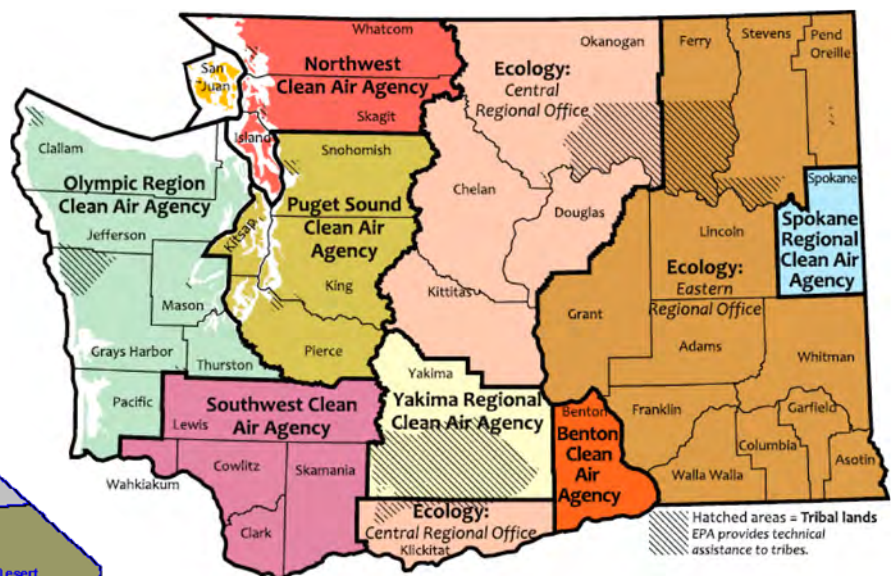 Whatcom
Northwest
Clean Air Agency
Skagit
San
Juan
Island
Okanogan
Ecology:
Central
Regional Office
Chelan
Douglas
Kittitas
Ferry
Stevens
Pend
Oreille
Clallam
Olympic Region
Clean Air Agency
Jefferson
Mason
Grays Harbor
Thurston
Pacific
Snohomish
Puget Sound
Clean Air
Agency
Kitsap
King
Pierce
Spokane
Spokane
Regional
Clean Air
Agency
Lincoln
Ecology:
Eastern
Regional Office
Grant
Adams
Whitman
Franklin
Garfield
Columbia
Walla Walla
Asotin
Yakima
Yakima Regional
Clean Air Agency
Benton
Benton
Clean
Air
Agency
Southwest Clean
Air Agency
Lewis
Wahkiakum
Cowlitz
Skamania
Clark
Ecology:
Central Regional Office
Klickitat
Hatched areas = Tribal lands
EPA provides technical
assistance to tribes.
Desert